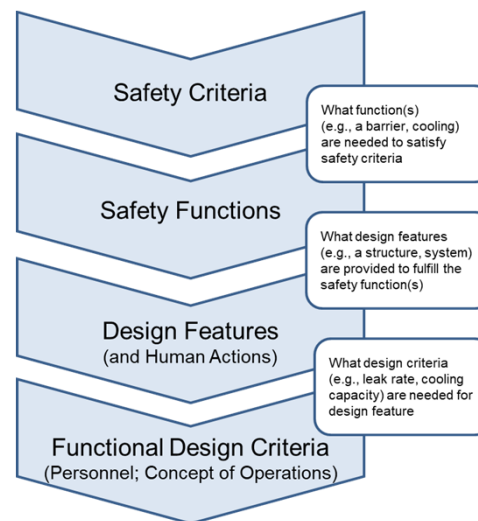 Safety Criteria
What function(s)
(e.g., a barrier, cooling)
are needed to satisfy
safety criteria
Safety Functions
What design features
(e.g., a structure, system)
are provided to fulfill the
safety function(s)
Design Features
(and Human Actions)
What design criteria
(e.g., leak rate, cooling
capacity) are needed for
design feature
Functional Design Criteria
(Personnel; Concept of Operations)